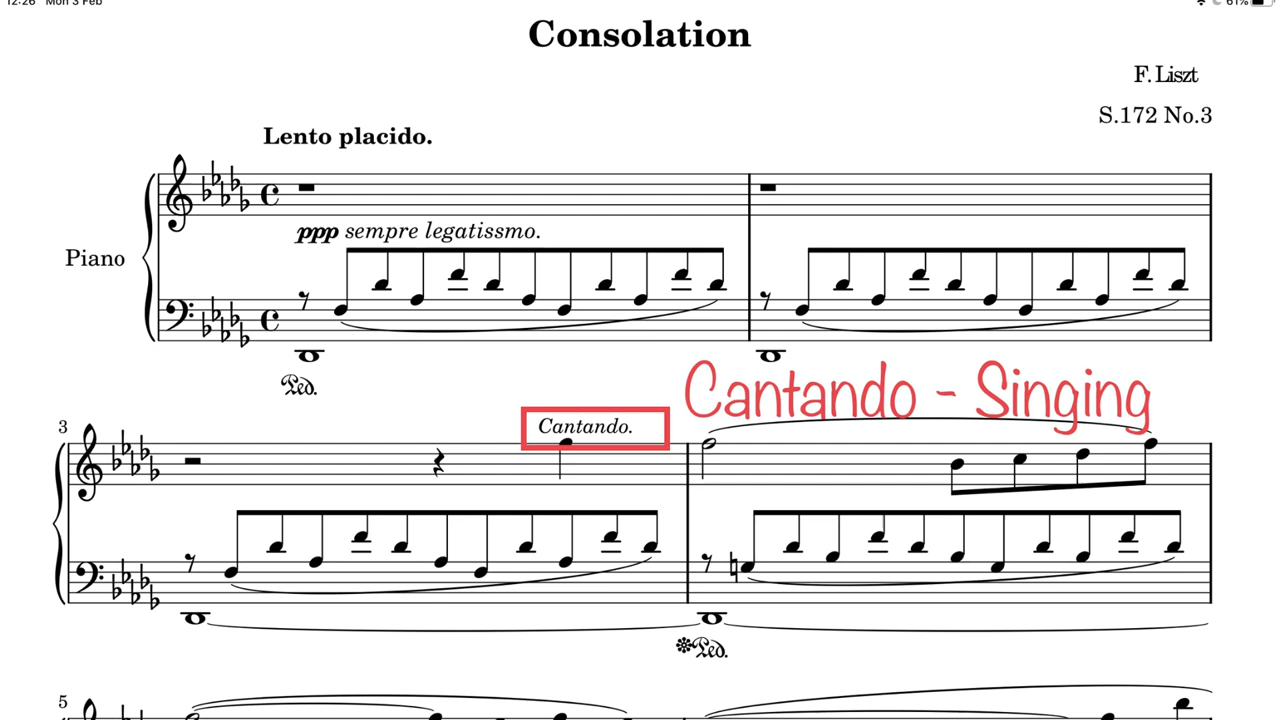 12:26 Mon 3 Feb 61%
Consolation
F. Liszt
S.172 No.3
Lento placido.
ppp sempre legatissmo.
Piano
Ped.
Cantando - Singing
3
Cantando.
Ped.
5